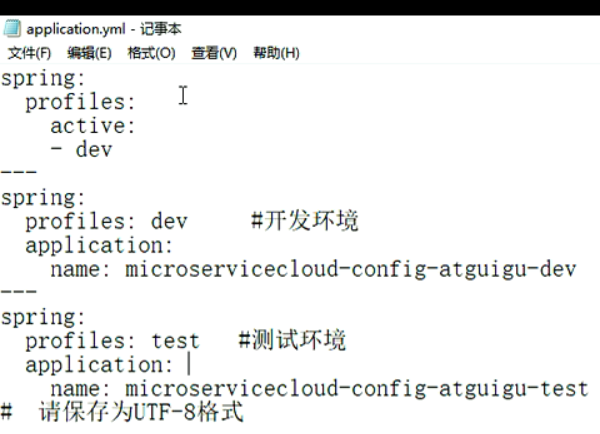 application.yml - 记事本
文件(F) 编辑(E) 格式(O) 查看(V) 帮助(H)
spring:
  profiles:
    active:
    - dev
---
spring:
  profiles: dev     #开发环境
  application:
    name: microservicecloud-config-atguigu-dev
---
spring:
  profiles: test   #测试环境
  application:
    name: microservicecloud-config-atguigu-test
#  请保存为UTF-8格式